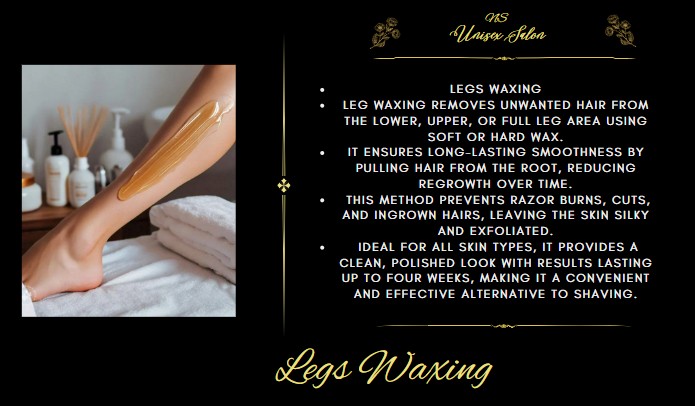 NS
Unisex Salon
• LEGS WAXING
• LEG WAXING REMOVES UNWANTED HAIR FROM
THE LOWER, UPPER, OR FULL LEG AREA USING
SOFT OR HARD WAX.
• IT ENSURES LONG-LASTING SMOOTHNESS BY
PULLING HAIR FROM THE ROOT, REDUCING
REGROWTH OVER TIME.
• THIS METHOD PREVENTS RAZOR BURNS, CUTS,
AND INGROWN HAIRS, LEAVING THE SKIN SILKY
AND EXFOLIATED.
• IDEAL FOR ALL SKIN TYPES, IT PROVIDES A
CLEAN, POLISHED LOOK WITH RESULTS LASTING
UP TO FOUR WEEKS, MAKING IT A CONVENIENT
AND EFFECTIVE ALTERNATIVE TO SHAVING.
Legs Waxing